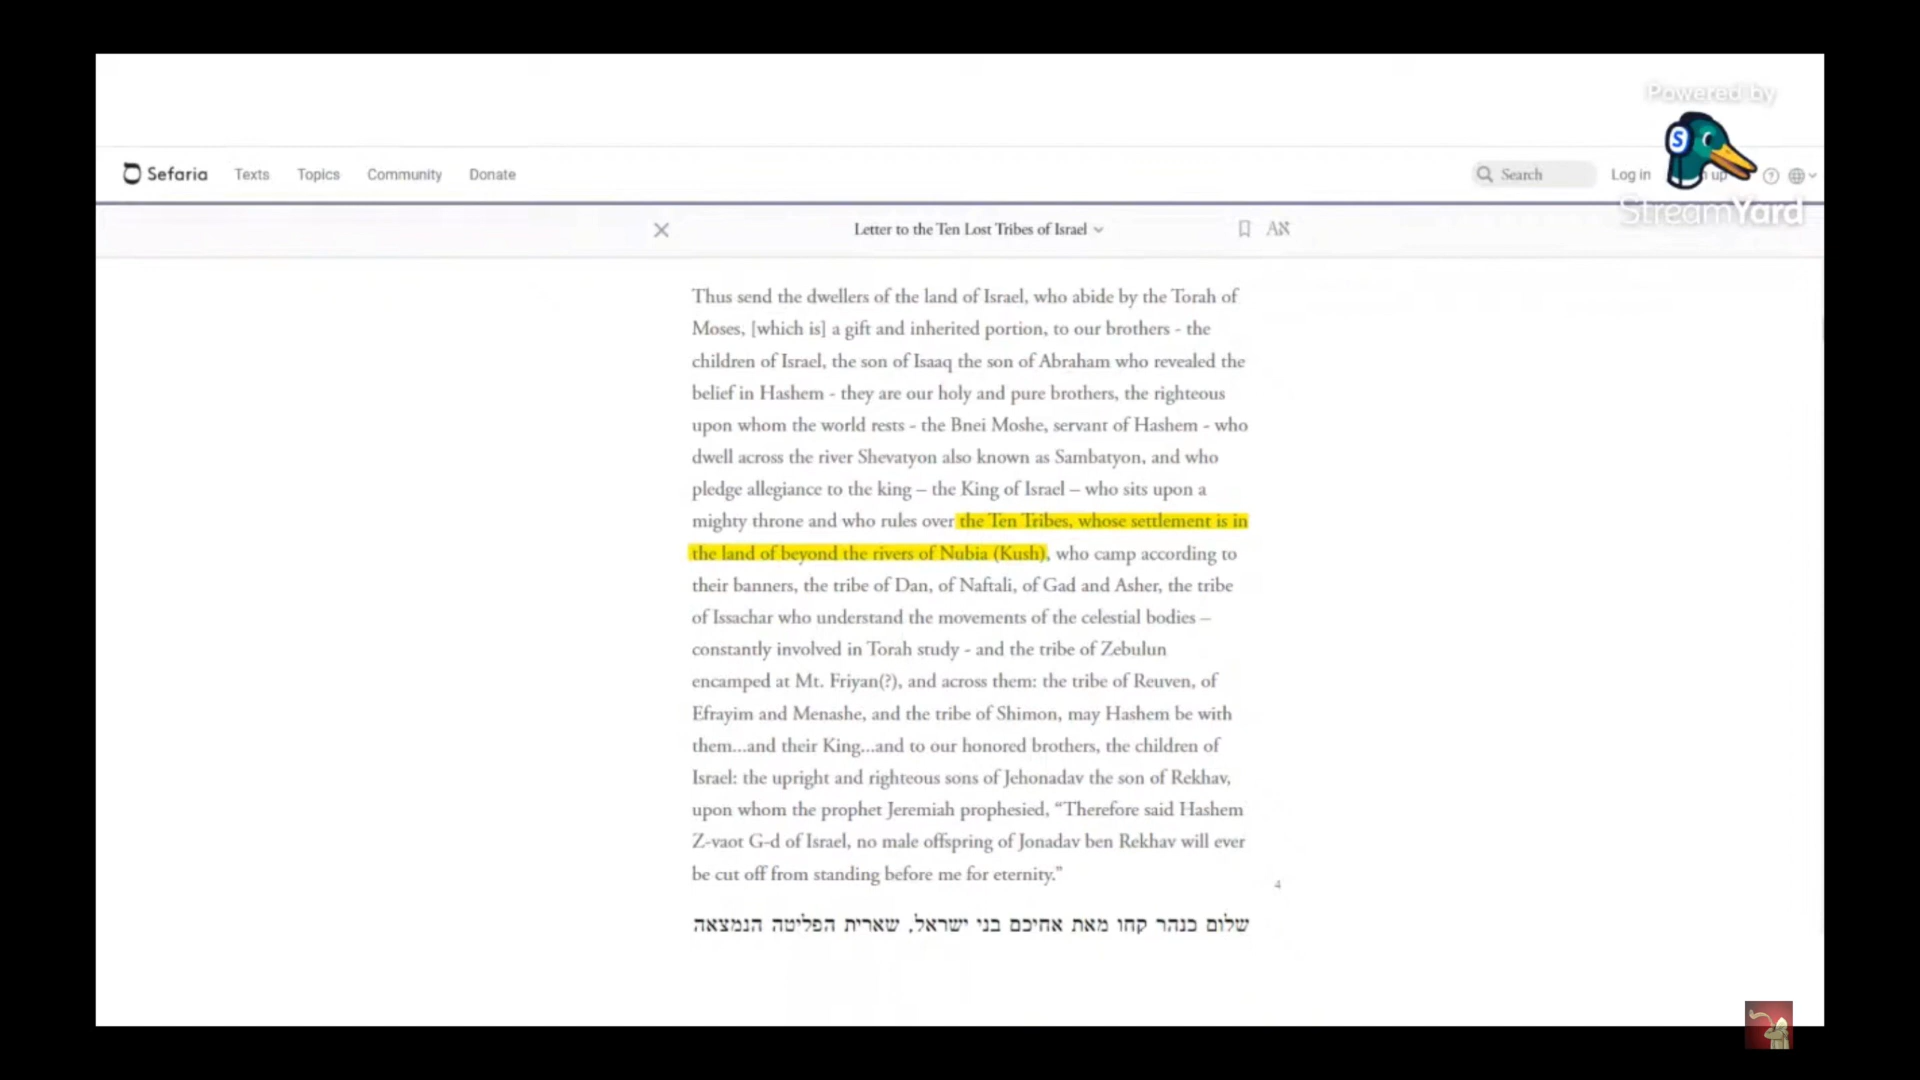 Powered by
StreamYard
S
Sefaria Texts Topics Community Donate Search Log in up
Letter to the Ten Lost Tribes of Israel
Aא
Thus send the dwellers of the land of Israel, who abide by the Torah of
Moses, [which is] a gift and inherited portion, to our brothers - the
children of Israel, the son of Isaaq the son of Abraham who revealed the
belief in Hashem - they are our holy and pure brothers, the righteous
upon whom the world rests - the Bnei Moshe, servant of Hashem - who
dwell across the river Shevatyon also known as Sambatyon, and who
pledge allegiance to the king – the King of Israel – who sits upon a
mighty throne and who rules over the Ten Tribes, whose settlement is in
the land of beyond the rivers of Nubia (Kush), who camp according to
their banners, the tribe of Dan, of Naftali, of Gad and Asher, the tribe
of Issachar who understand the movements of the celestial bodies –
constantly involved in Torah study - and the tribe of Zebulun
encamped at Mt. Friyan(?), and across them: the tribe of Reuven, of
Efrayim and Menashe, and the tribe of Shimon, may Hashem be with
them...and their King...and to our honored brothers, the children of
Israel: the upright and righteous sons of Jehonadav the son of Rekhav,
upon whom the prophet Jeremiah prophesied, “Therefore said Hashem
Z-vaot G-d of Israel, no male offspring of Jonadav ben Rekhav will ever
be cut off from standing before me for eternity.”
4
שלום כנהר קחו מאת אחיכם בני ישראל, שארית הפליטה הנמצאה